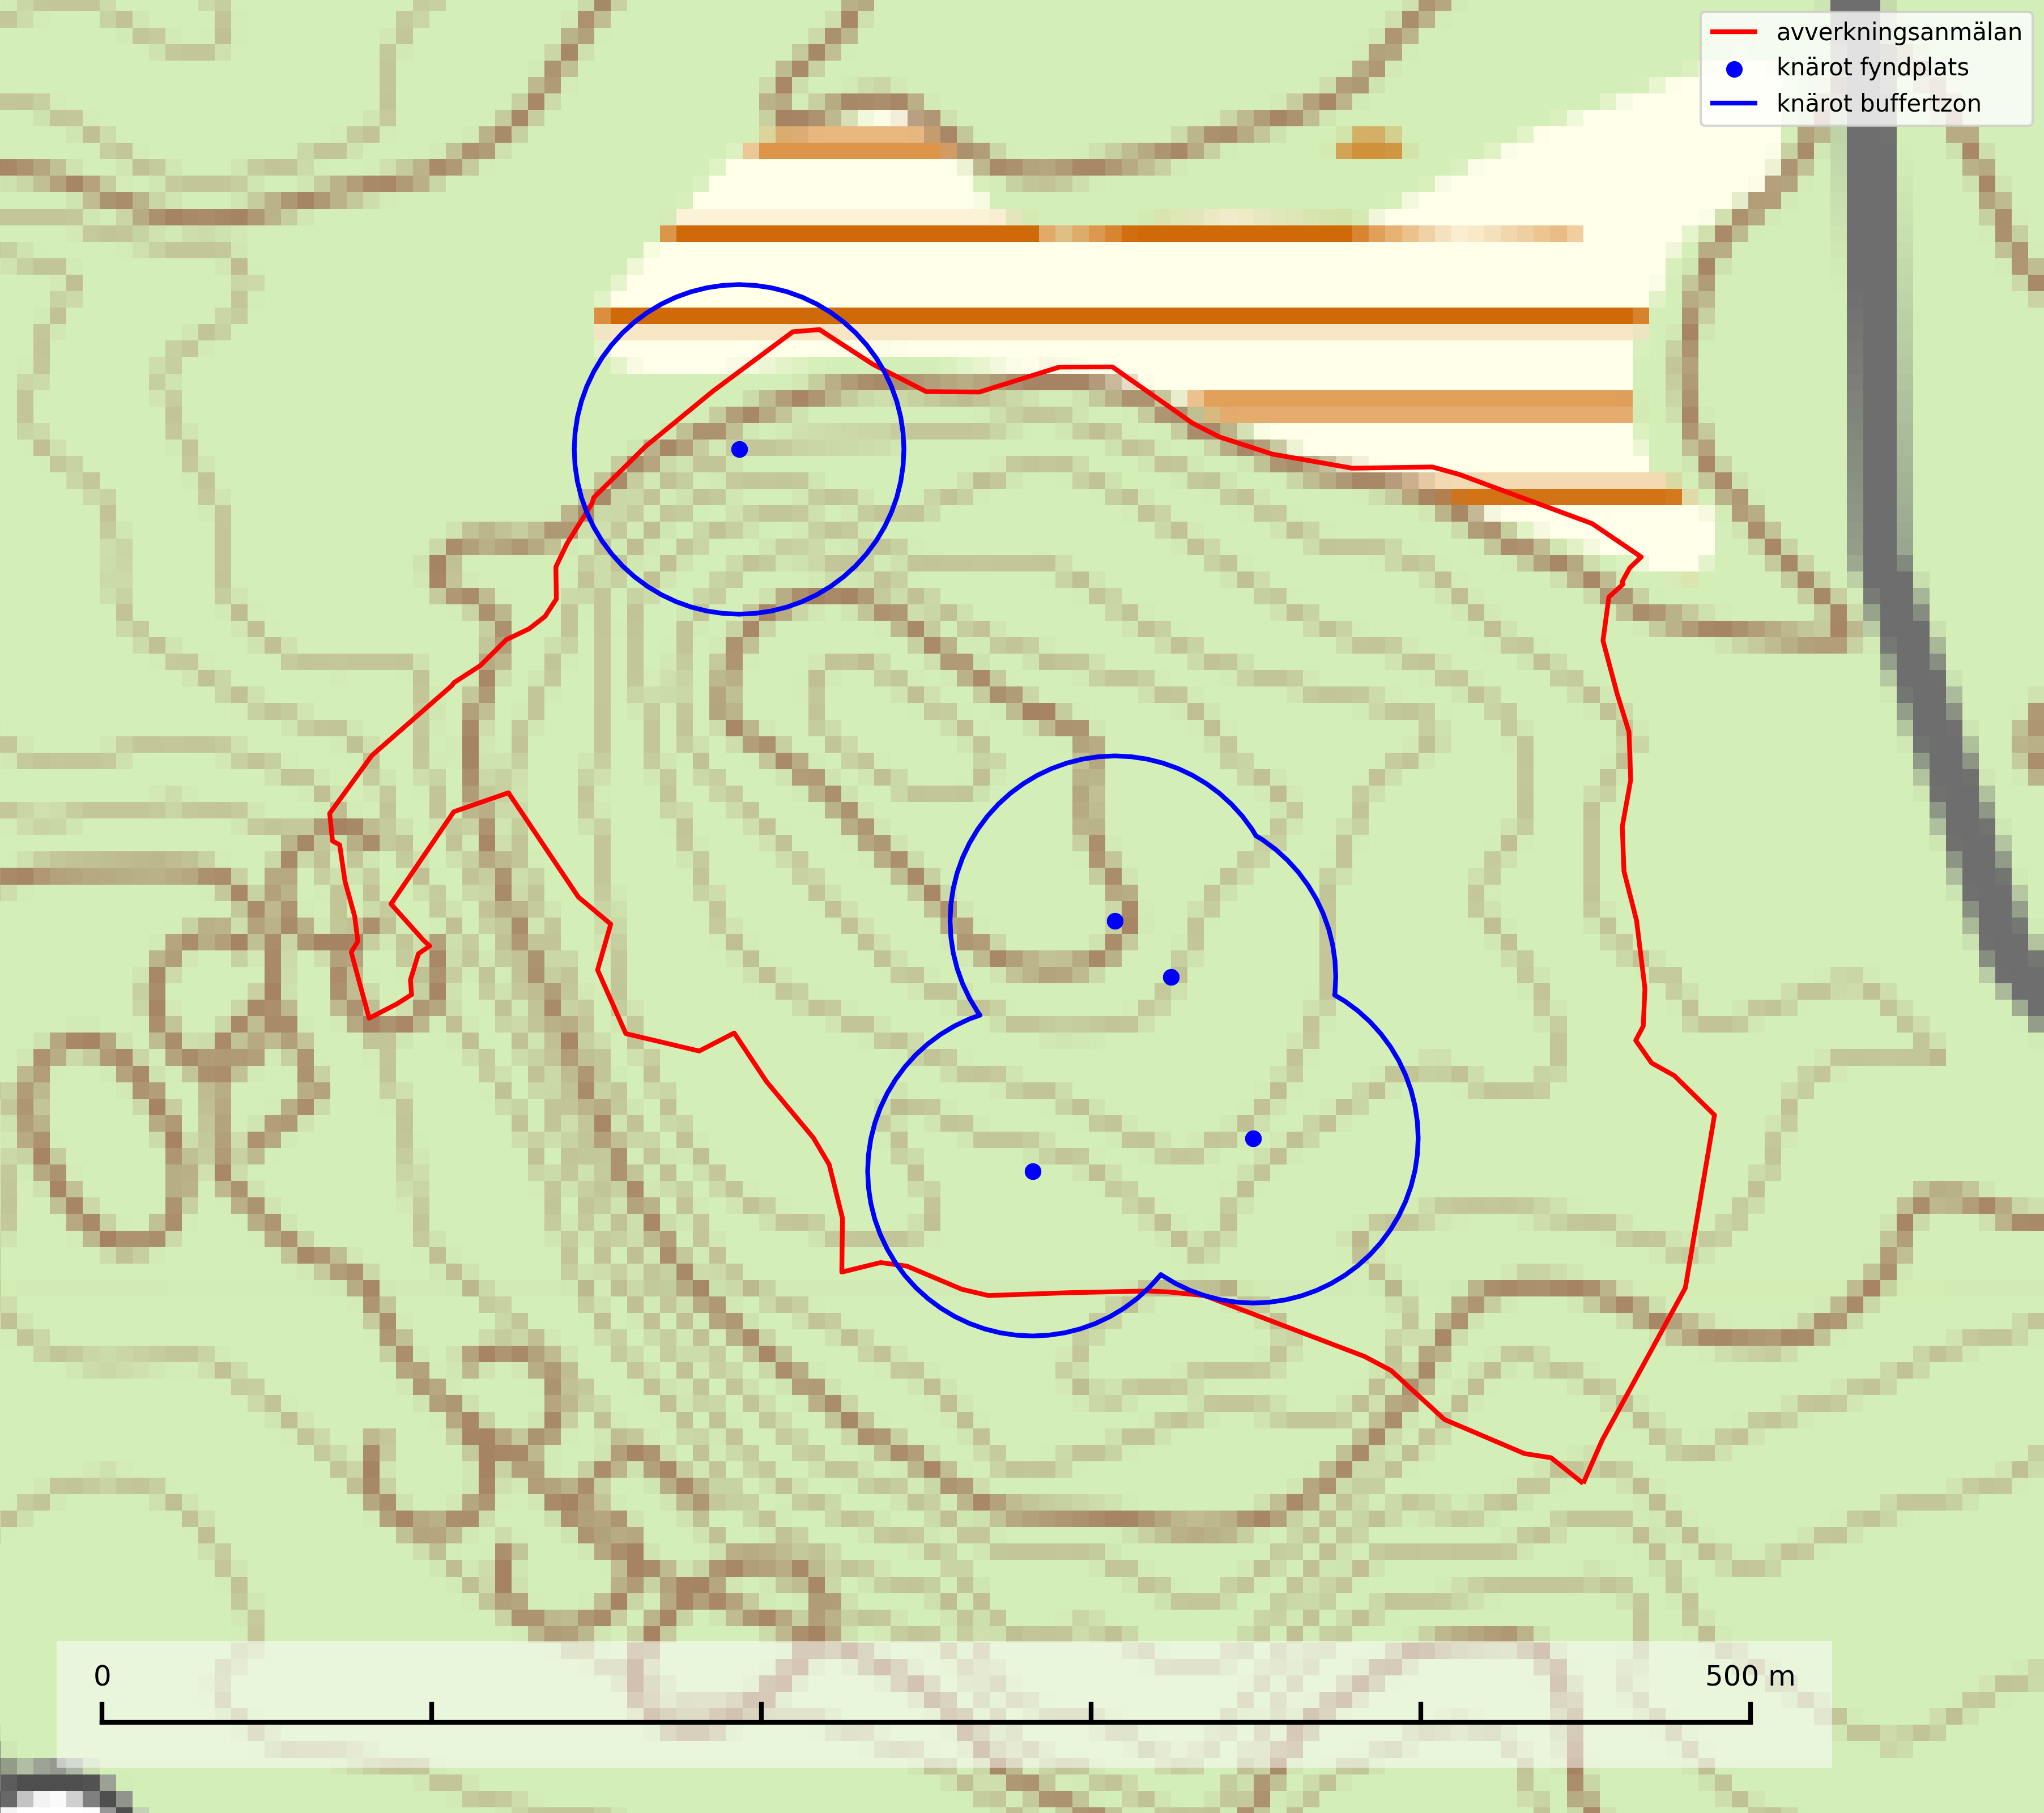 avverkningsanmälan
knärot fyndplats
knärot buffertzon
0
500 m